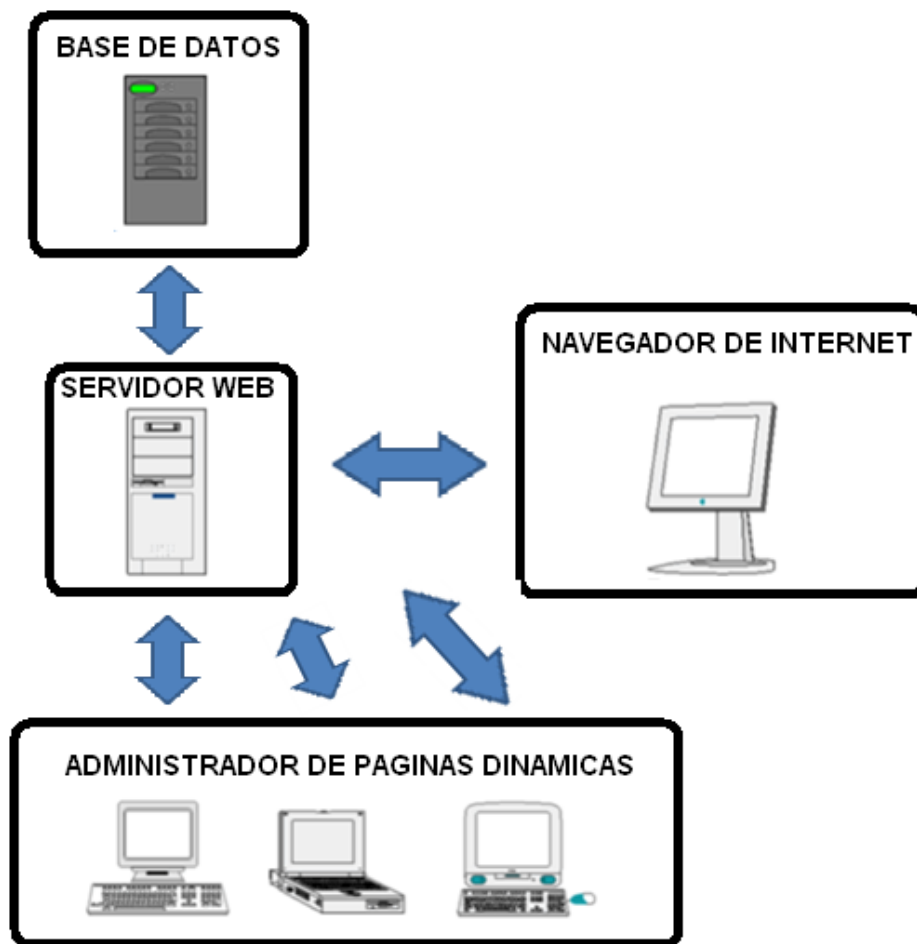 BASE DE DATOS
SERVIDOR WEB
NAVEGADOR DE INTERNET
ADMINISTRADOR DE PAGINAS DINAMICAS